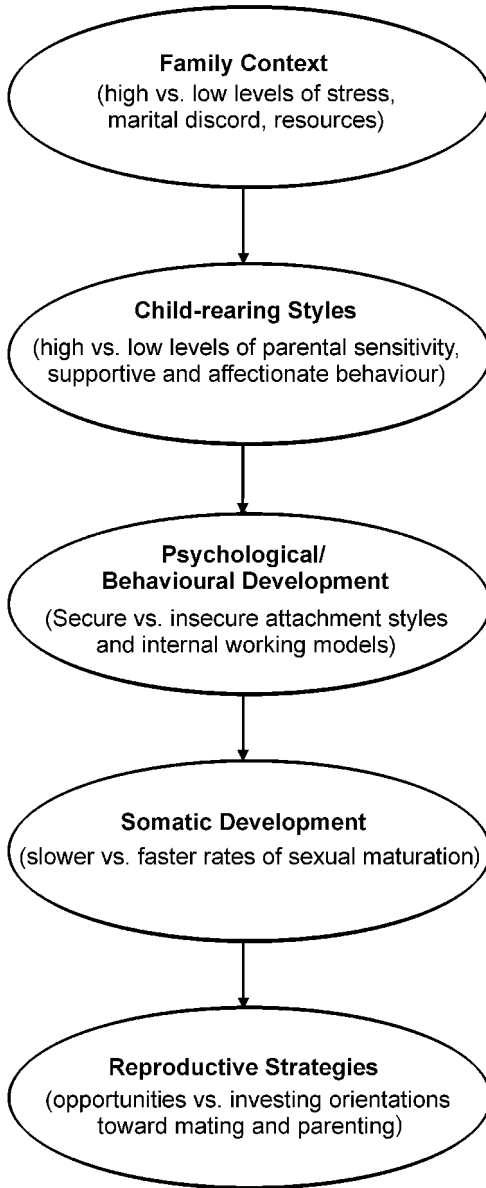 Family Context
(high vs. low levels of stress,
marital discord, resources)
Child-rearing Styles
(high vs. low levels of parental sensitivity,
supportive and affectionate behaviour)
Psychological/
Behavioural Development
(Secure vs. insecure attachment styles
and internal working models)
Somatic Development
(slower vs. faster rates of sexual maturation)
Reproductive Strategies
(opportunities vs. investing orientations
toward mating and parenting)